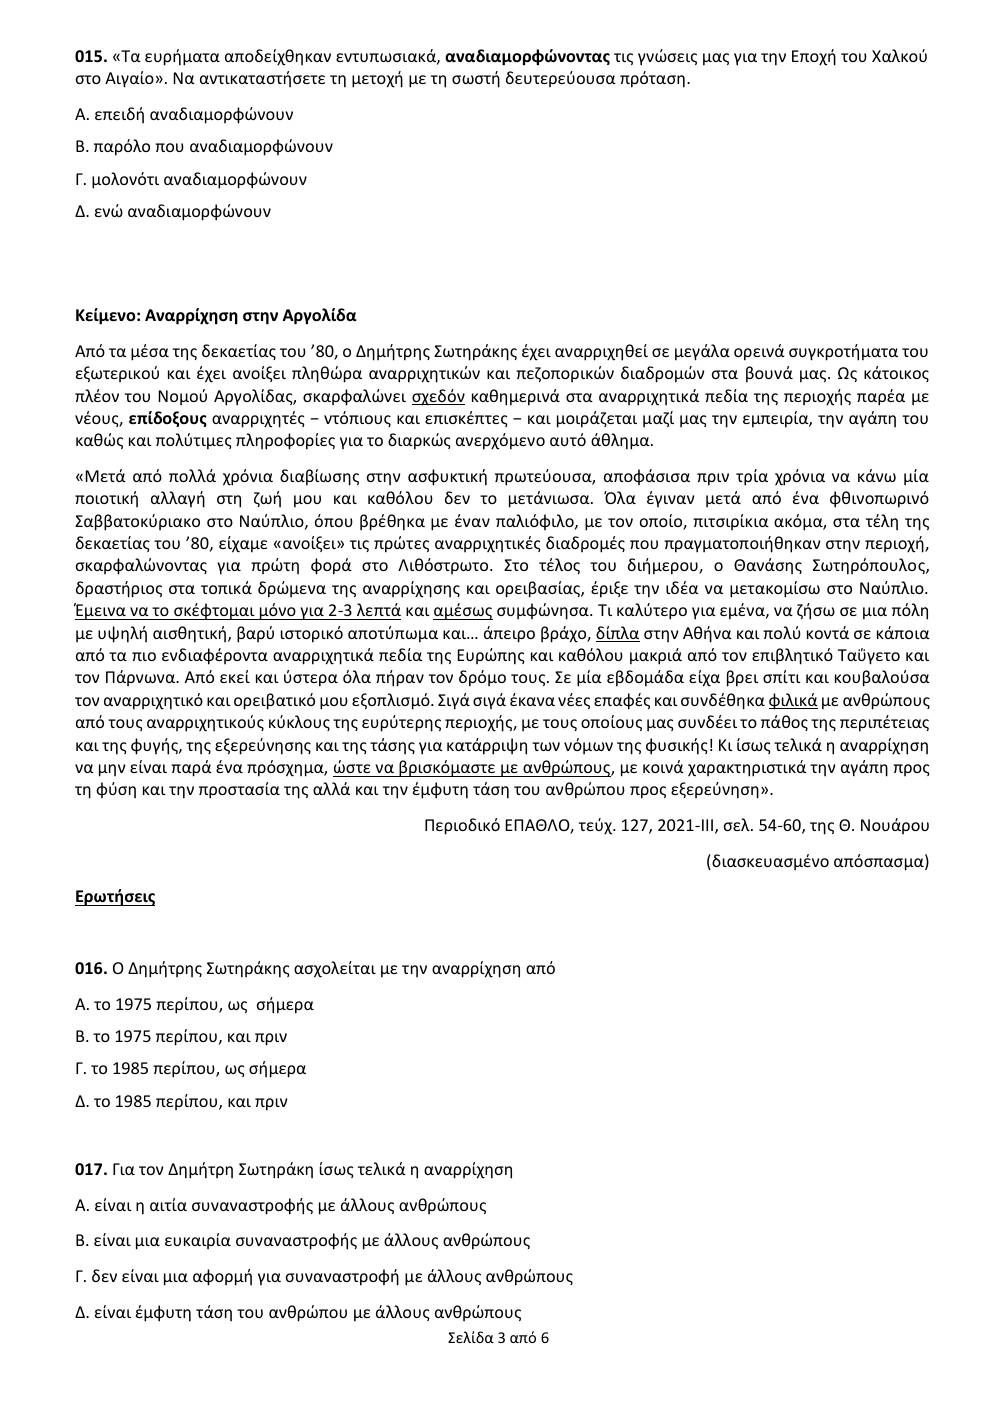 015. «Τα ευρήματα αποδείχθηκαν εντυπωσιακά, αναδιαμορφώνοντας τις γνώσεις μας για την Εποχή του Χαλκού
στο Αιγαίο». Να αντικαταστήσετε τη μετοχή με τη σωστή δευτερεύουσα πρόταση.
Α. επειδή αναδιαμορφώνουν
Β. παρόλο που αναδιαμορφώνουν
Γ. μολονότι αναδιαμορφώνουν
Δ. ενώ αναδιαμορφώνουν
Κείμενο: Αναρρίχηση στην Αργολίδα
Από τα μέσα της δεκαετίας του ’80, ο Δημήτρης Σωτηράκης έχει αναρριχηθεί σε μεγάλα ορεινά συγκροτήματα του
εξωτερικού και έχει ανοίξει πληθώρα αναρριχητικών και πεζοπορικών διαδρομών στα βουνά μας. Ως κάτοικος
πλέον του Νομού Αργολίδας, σκαρφαλώνει σχεδόν καθημερινά στα αναρριχητικά πεδία της περιοχής παρέα με
νέους, επίδοξους αναρριχητές – ντόπιους και επισκέπτες – και μοιράζεται μαζί μας την εμπειρία, την αγάπη του
καθώς και πολύτιμες πληροφορίες για το διαρκώς ανερχόμενο αυτό άθλημα.
«Μετά από πολλά χρόνια διαβίωσης στην ασφυκτική πρωτεύουσα, αποφάσισα πριν τρία χρόνια να κάνω μία
ποιοτική αλλαγή στη ζωή μου και καθόλου δεν το μετάνιωσα. Όλα έγιναν μετά από ένα φθινοπωρινό
Σαββατοκύριακο στο Ναύπλιο, όπου βρέθηκα με έναν παλιόφιλο, με τον οποίο, πιτσιρίκια ακόμα, στα τέλη της
δεκαετίας του ’80, είχαμε «ανοίξει» τις πρώτες αναρριχητικές διαδρομές που πραγματοποιήθηκαν στην περιοχή,
σκαρφαλώνοντας για πρώτη φορά στο Λιθόστρωτο. Στο τέλος του διήμερου, ο Θανάσης Σωτηρόπουλος,
δραστήριος στα τοπικά δρώμενα της αναρρίχησης και ορειβασίας, έριξε την ιδέα να μετακομίσω στο Ναύπλιο.
Έμεινα να το σκέφτομαι μόνο για 2-3 λεπτά και αμέσως συμφώνησα. Τι καλύτερο για εμένα, να ζήσω σε μια πόλη
με υψηλή αισθητική, βαρύ ιστορικό αποτύπωμα και... άπειρο βράχο, δίπλα στην Αθήνα και πολύ κοντά σε κάποια
από τα πιο ενδιαφέροντα αναρριχητικά πεδία της Ευρώπης και καθόλου μακριά από τον επιβλητικό Ταΰγετο και
τον Πάρνωνα. Από εκεί και ύστερα όλα πήραν τον δρόμο τους. Σε μία εβδομάδα είχα βρει σπίτι και κουβαλούσα
τον αναρριχητικό και ορειβατικό μου εξοπλισμό. Σιγά σιγά έκανα νέες επαφές και συνδέθηκα φιλικά με ανθρώπους
από τους αναρριχητικούς κύκλους της ευρύτερης περιοχής, με τους οποίους μας συνδέει το πάθος της περιπέτειας
και της φυγής, της εξερεύνησης και της τάσης για κατάρριψη των νόμων της φυσικής! Κι ίσως τελικά η αναρρίχηση
να μην είναι παρά ένα πρόσχημα, ώστε να βρισκόμαστε με ανθρώπους, με κοινά χαρακτηριστικά την αγάπη προς
τη φύση και την προστασία της αλλά και την έμφυτη τάση του ανθρώπου προς εξερεύνηση».
Περιοδικό ΕΠΑΘΛΟ, τεύχ. 127, 2021-ΙΙΙ, σελ. 54-60, της Θ. Νουάρου
(διασκευασμένο απόσπασμα)
Ερωτήσεις
016. Ο Δημήτρης Σωτηράκης ασχολείται με την αναρρίχηση από
Α. το 1975 περίπου, ως  σήμερα
Β. το 1975 περίπου, και πριν
Γ. το 1985 περίπου, ως σήμερα
Δ. το 1985 περίπου, και πριν
017. Για τον Δημήτρη Σωτηράκη ίσως τελικά η αναρρίχηση
Α. είναι η αιτία συναναστροφής με άλλους ανθρώπους
Β. είναι μια ευκαιρία συναναστροφής με άλλους ανθρώπους
Γ. δεν είναι μια αφορμή για συναναστροφή με άλλους ανθρώπους
Δ. είναι έμφυτη τάση του ανθρώπου με άλλους ανθρώπους
Σελίδα 3 από 6